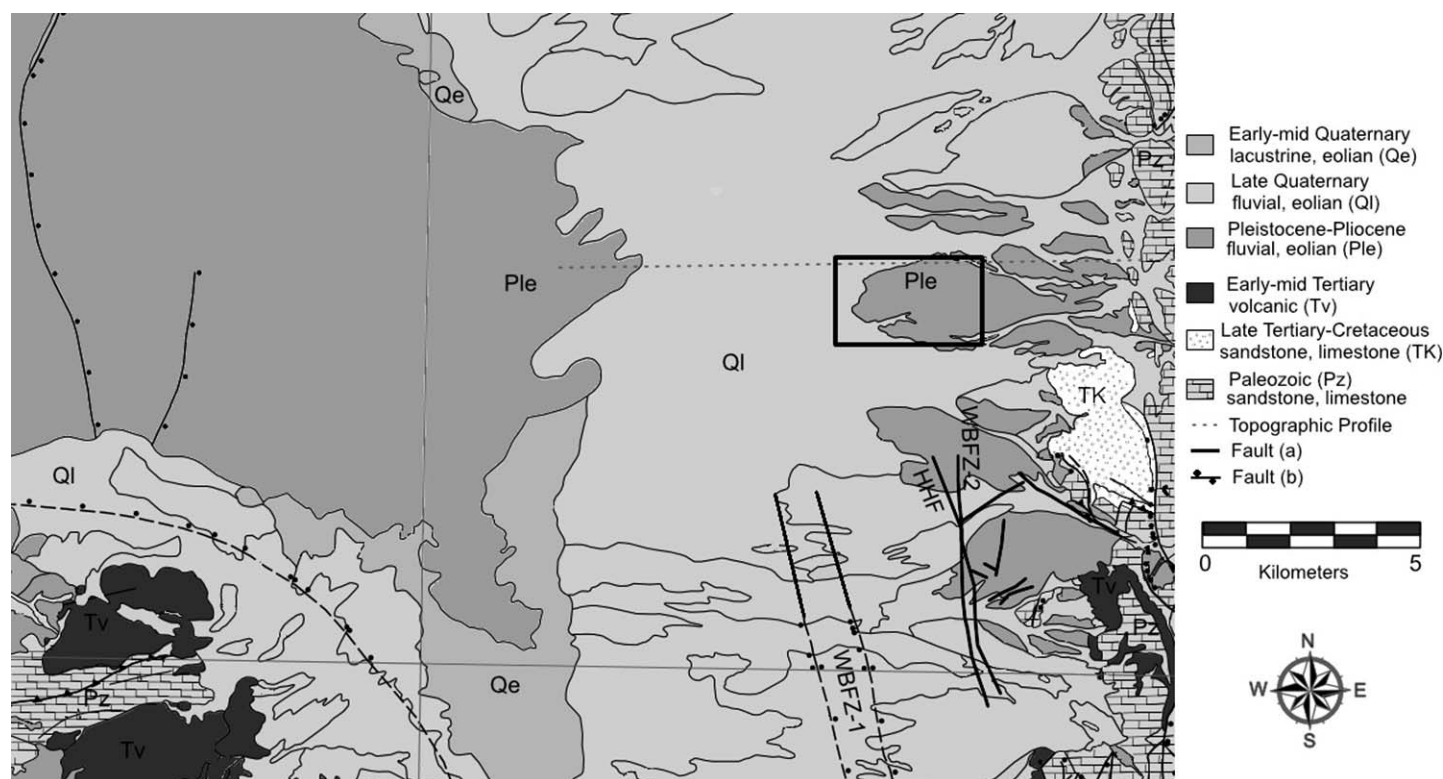 Qe
Pz
Ple
Ple
Ql
TK
Ql
WBFZ-2
HHF
Tv
Tv
Pz
Pz
Qe
WBFZ-1
Tv
Early-mid Quaternary
lacustrine, eolian (Qe)
Late Quaternary
fluvial, eolian (Ql)
Pleistocene-Pliocene
fluvial, eolian (Ple)
Early-mid Tertiary
volcanic (Tv)
Late Tertiary-Cretaceous
sandstone, limestone (TK)
Paleozoic (Pz)
sandstone, limestone
Topographic Profile
Fault (a)
Fault (b)
0
5
Kilometers
N
W
E
S